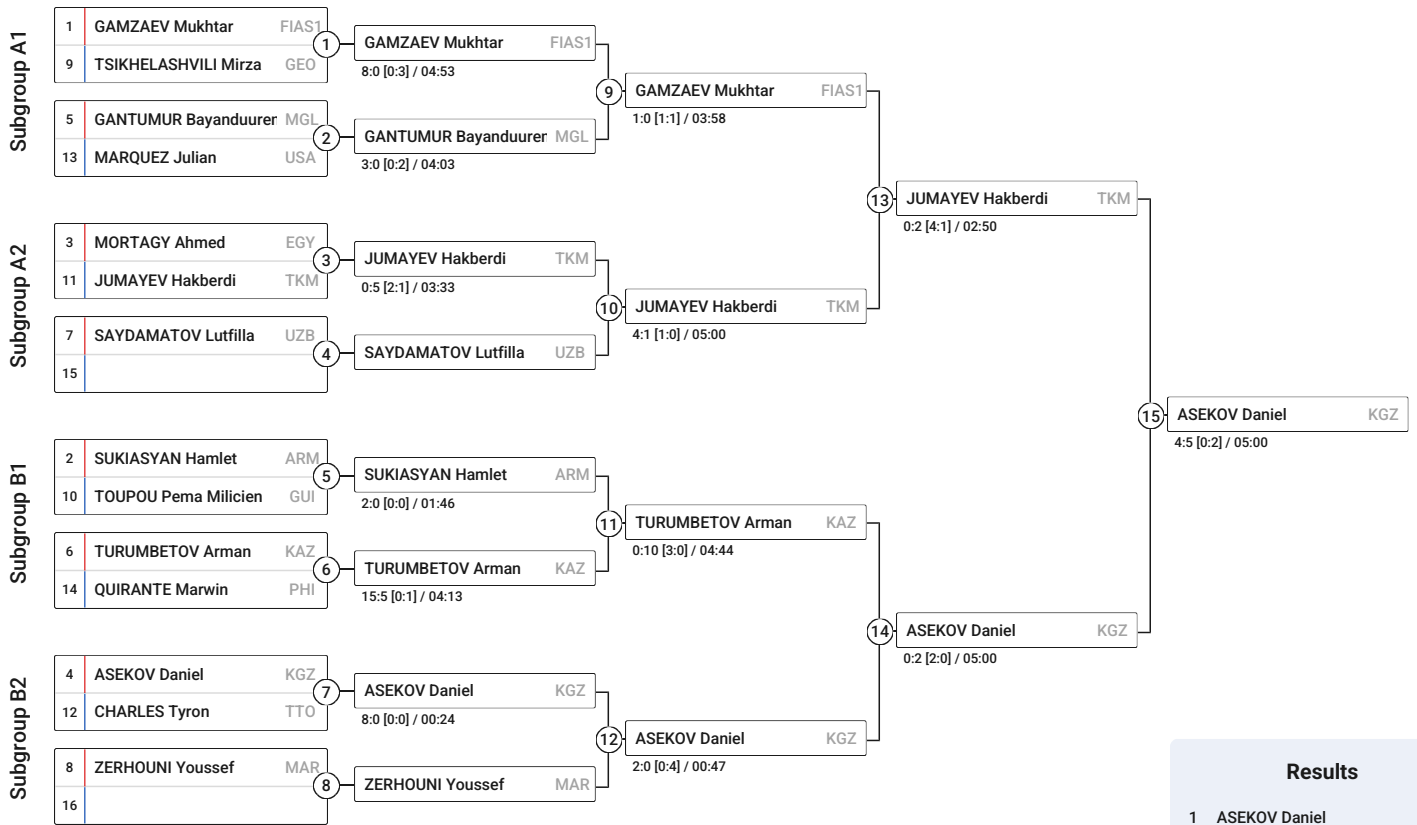 Subgroup A1
1 GAMZAEV Mukhtar FIAS1
9 TSIKHELASHVILI Mirza GEO
1
GAMZAEV Mukhtar FIAS1
8:0 [0:3] / 04:53
5 GANTUMUR Bayanduuren MGL
13 MARQUEZ Julian USA
2
GANTUMUR Bayanduuren MGL
3:0 [0:2] / 04:03
9
GAMZAEV Mukhtar FIAS1
1:0 [1:1] / 03:58
Subgroup A2
3 MORTAGY Ahmed EGY
11 JUMAYEV Hakberdi TKM
3
JUMAYEV Hakberdi TKM
0:5 [2:1] / 03:33
7 SAYDAMATOV Lutfilla UZB
15
4
SAYDAMATOV Lutfilla UZB
10
JUMAYEV Hakberdi TKM
4:1 [1:0] / 05:00
13
JUMAYEV Hakberdi TKM
0:2 [4:1] / 02:50
Subgroup B1
2 SUKIASYAN Hamlet ARM
10 TOUPOU Pema Milicien GUI
5
SUKIASYAN Hamlet ARM
2:0 [0:0] / 01:46
6 TURUMBETOV Arman KAZ
14 QUIRANTE Marwin PHI
6
TURUMBETOV Arman KAZ
15:5 [0:1] / 04:13
11
TURUMBETOV Arman KAZ
0:10 [3:0] / 04:44
Subgroup B2
4 ASEKOV Daniel KGZ
12 CHARLES Tyron TTO
7
ASEKOV Daniel KGZ
8:0 [0:0] / 00:24
8 ZERHOUNI Youssef MAR
16
8
ZERHOUNI Youssef MAR
12
ASEKOV Daniel KGZ
2:0 [0:4] / 00:47
14
ASEKOV Daniel KGZ
0:2 [2:0] / 05:00
15
ASEKOV Daniel KGZ
4:5 [0:2] / 05:00
Results
1 ASEKOV Daniel